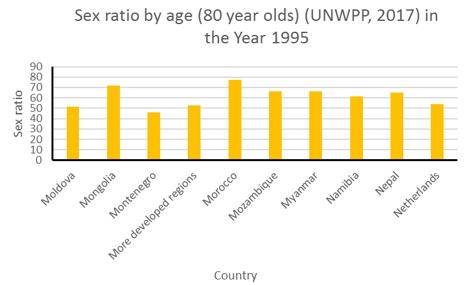 Sex ratio by age (80 year olds) (UNWPP, 2017) in
the Year 1995
Sex ratio
90
80
70
60
50
40
30
20
10
0
Moldova
Mongolia
Montenegro
More developed regions
Morocco
Mozambique
Myanmar
Namibia
Nepal
Netherlands
Country